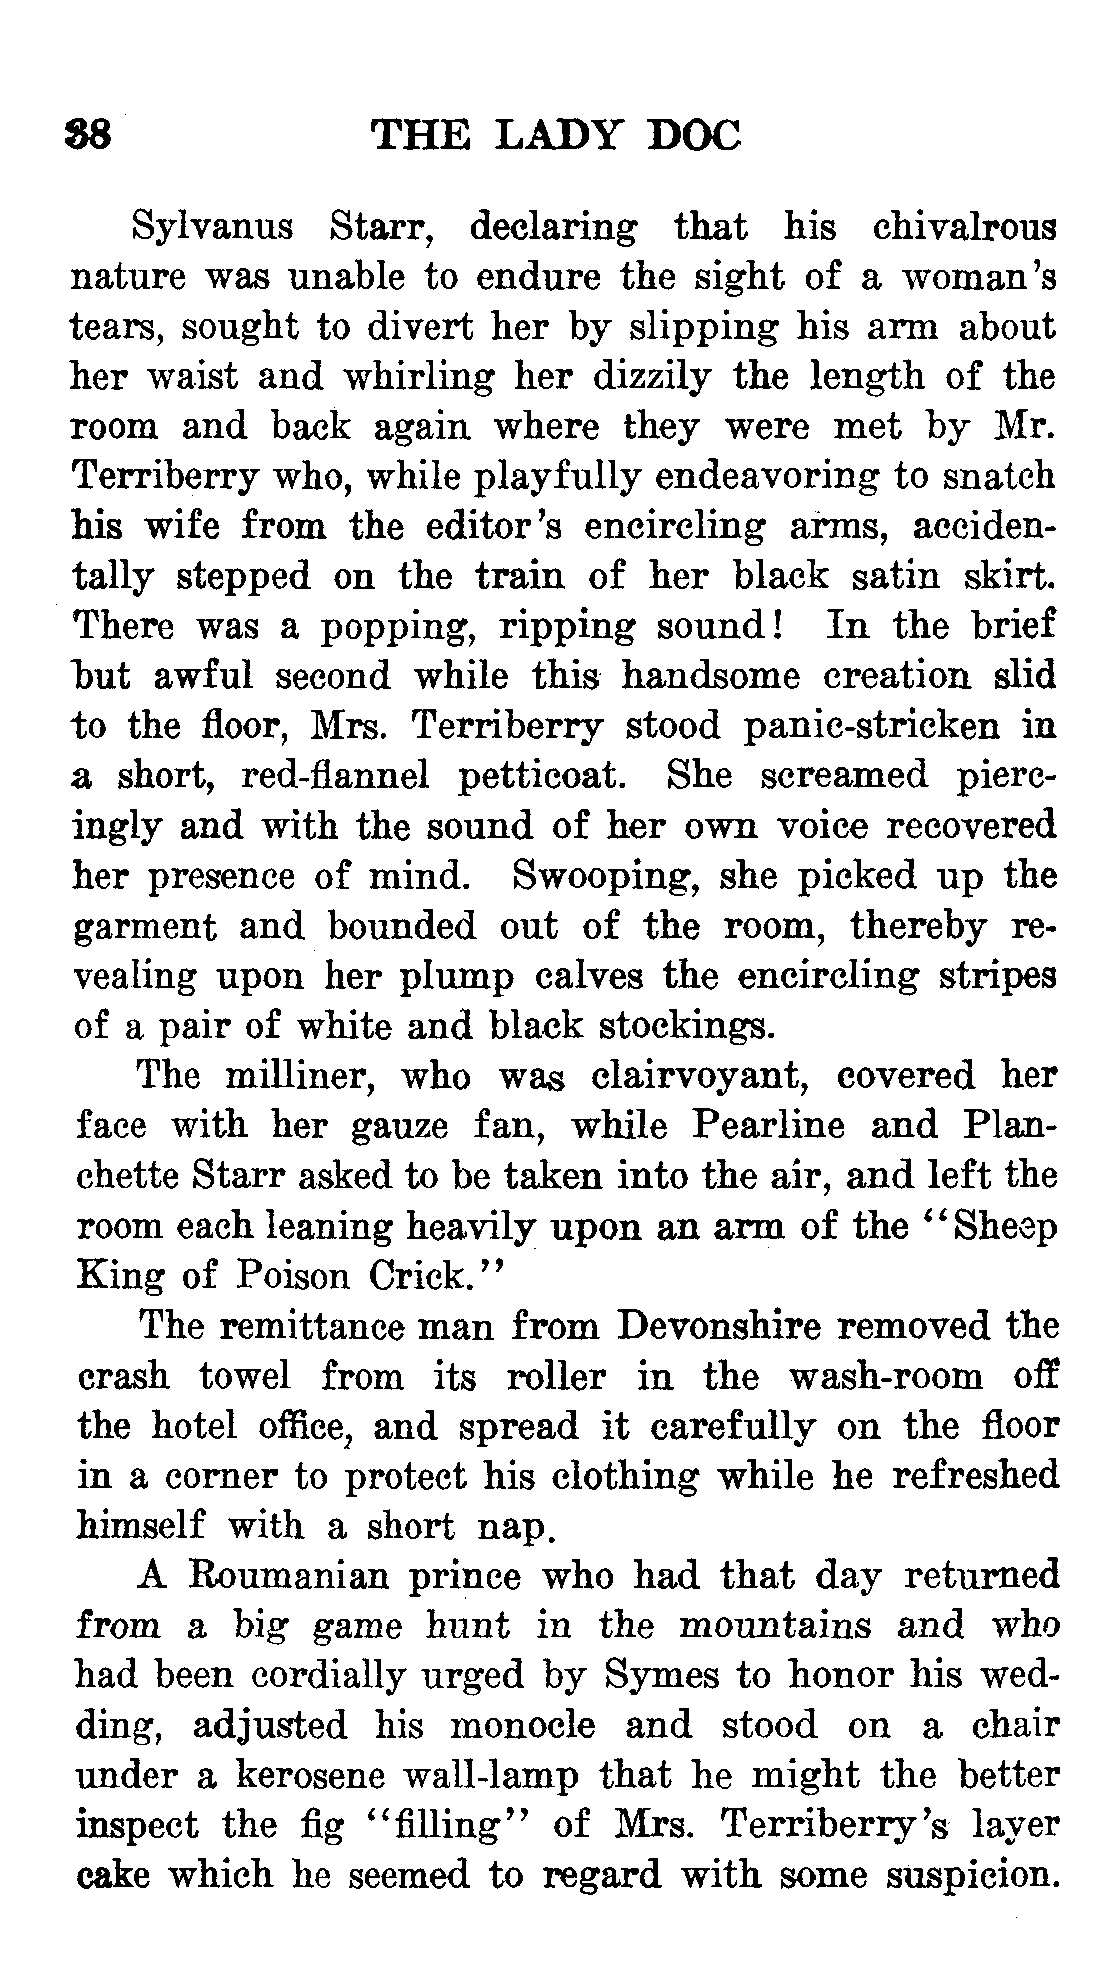 38 THE LADY DOC
Sylvanus Starr, declaring that his chivalrous
nature was unable to endure the sight of a woman's
tears, sought to divert her by slipping his arm about
her waist and whirling her dizzily the length of the
room and back again where they were met by Mr.
Terriberry who, while playfully endeavoring to snatch
his wife from the editor's encircling arms, acciden-
tally stepped on the train of her black satin skirt.
There was a popping, ripping sound! In the brief
but awful second while this handsome creation slid
to the floor, Mrs. Terriberry stood panic-stricken in
a short, red-flannel petticoat. She screamed pierc-
ingly and with the sound of her own voice recovered
her presence of mind. Swooping, she picked up the
garment and bounded out of the room, thereby re-
vealing upon her plump calves the encircling stripes
of a pair of white and black stockings.
The milliner, who was clairvoyant, covered her
face with her gauze fan, while Pearline and Plan-
chette Starr asked to be taken into the air, and left the
room each leaning heavily upon an arm of the "Sheep
King of Poison Crick."
The remittance man from Devonshire removed the
crash towel from its roller in the wash-room off
the hotel office, and spread it carefully on the floor
in a corner to protect his clothing while he refreshed
himself with a short nap.
A Roumanian prince who had that day returned
from a big game hunt in the mountains and who
had been cordially urged by Symes to honor his wed-
ding, adjusted his monocle and stood on a chair
under a kerosene wall-lamp that he might the better
inspect the fig "filling" of Mrs. Terriberry's layer
cake which he seemed to regard with some suspicion.